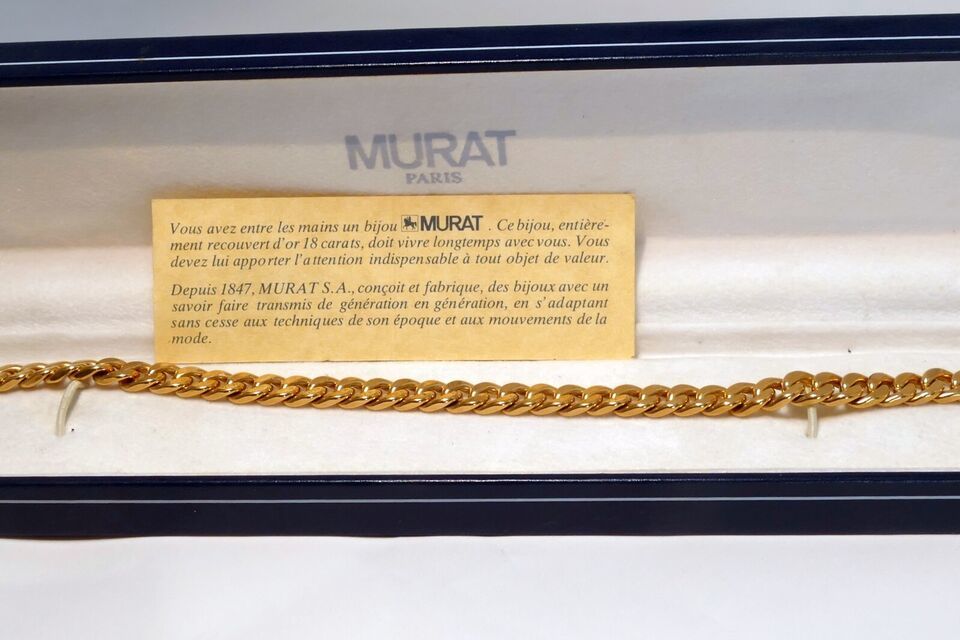 MURAT
PARIS
Vous avez entre les mains un bijou MURAT . Ce bijou, entière-
ment recouvert d'or 18 carats, doit vivre longtemps avec vous. Vous
devez lui apporter l'attention indispensable à tout objet de valeur.
Depuis 1847, MURAT S.A., conçoit et fabrique, des bijoux avec un
savoir faire transmis de génération en génération, en s'adaptant
sans cesse aux techniques de son époque et aux mouvements de la
mode.